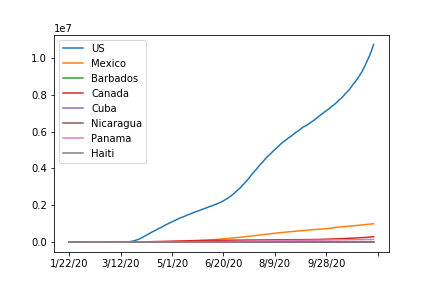 1e7
US
Mexico
Barbados
Canada
Cuba
Nicaragua
Panama
Haiti
1.0
0.8
0.6
0.4
0.2
0.0
1/22/20 3/12/20 5/1/20 6/20/20 8/9/20 9/28/20